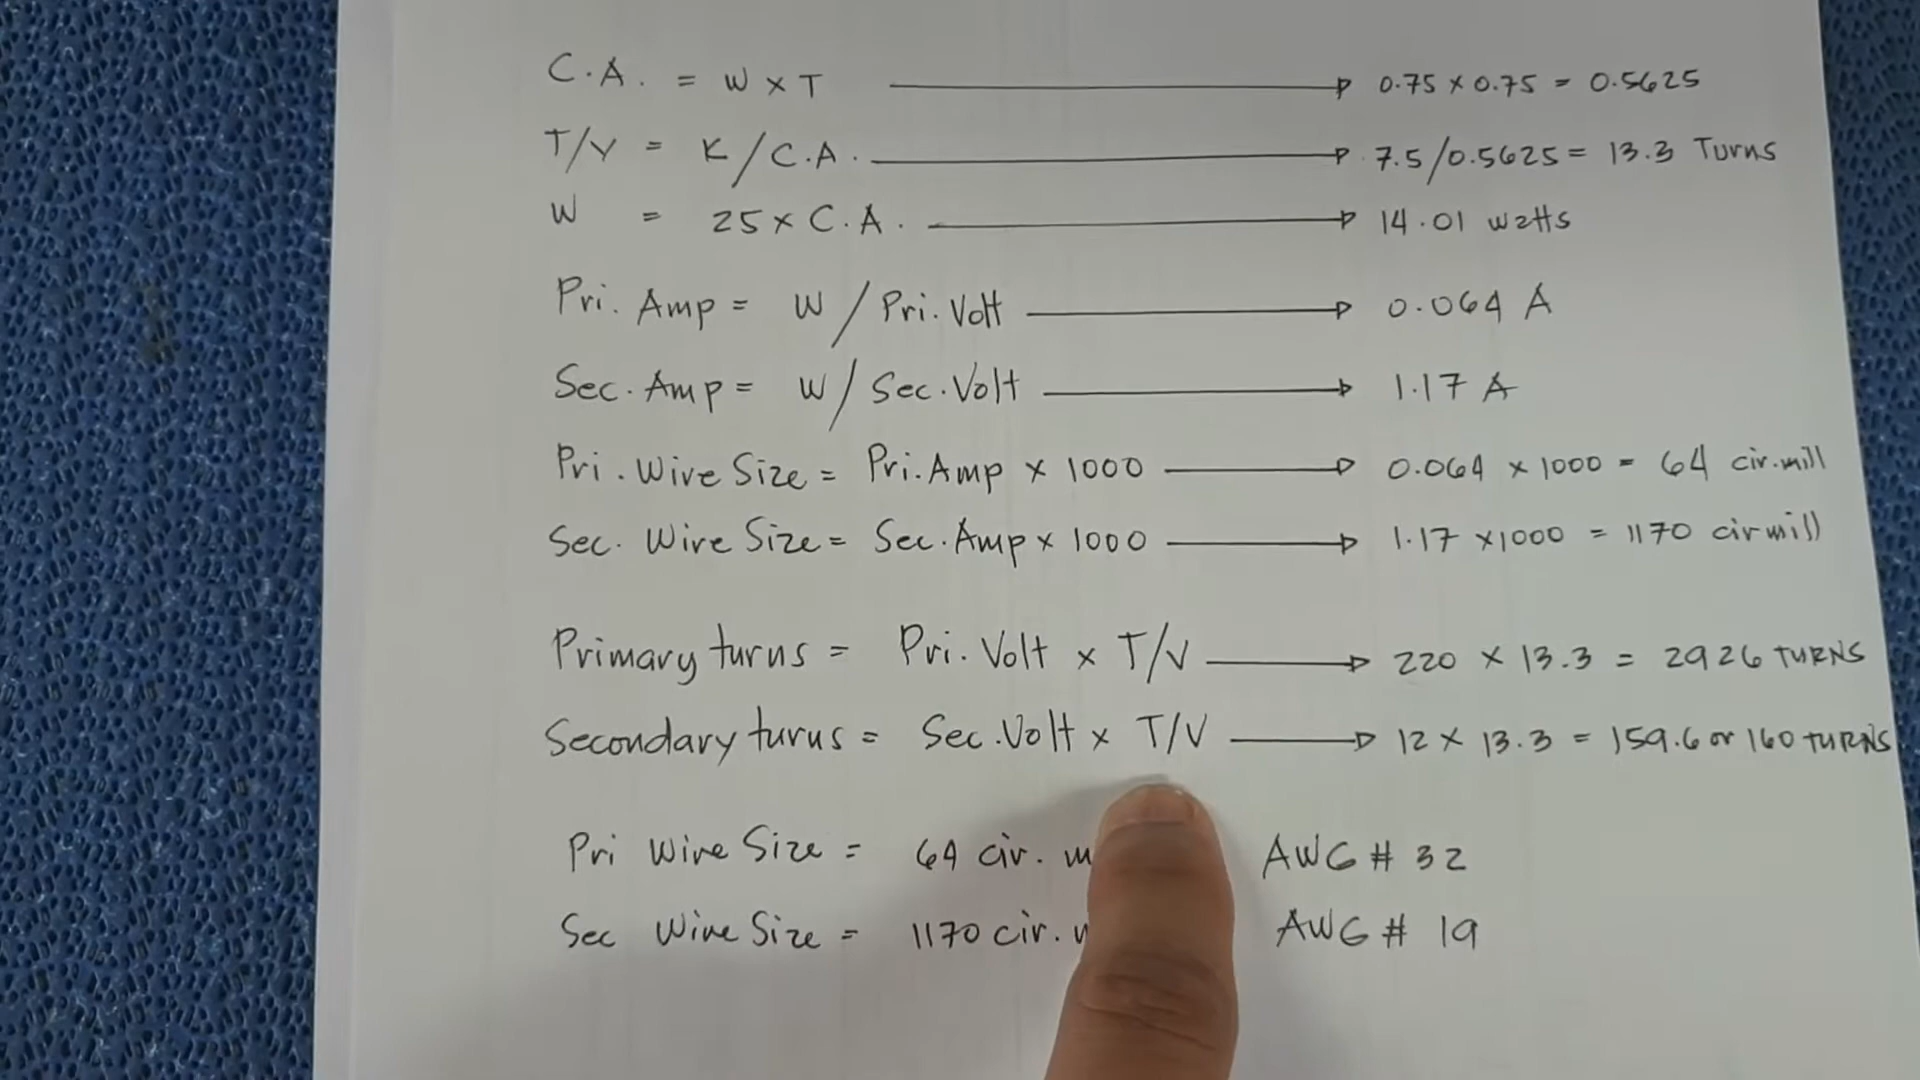 C.A. = W x T → 0.75 x 0.75 = 0.5625
T/V = K/C.A. → 7.5/0.5625 = 13.3 Turns
W = 25 x C.A. → 14.01 watts
Pri. Amp = W / Pri. Volt → 0.064 A
Sec. Amp = W / Sec. Volt → 1.17 A
Pri. Wire Size = Pri. Amp x 1000 → 0.064 x 1000 = 64 cir.mill
Sec. Wire Size = Sec. Amp x 1000 → 1.17 x 1000 = 1170 cir mill
Primary turns = Pri. Volt x T/V → 220 x 13.3 = 2926 TURNS
Secondary turns = Sec. Volt x T/V → 12 x 13.3 = 159.6 or 160 TURNS
Pri Wire Size = 64 cir. AWG # 32
Sec Wire Size = 1170 cir. AWG # 19